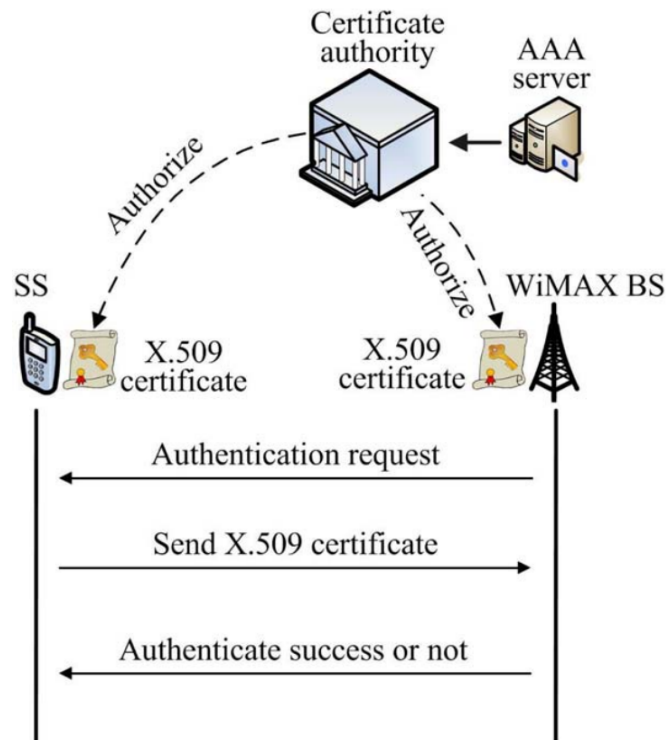 Certificate
authority
AAA
server
Authorize
Authorize
SS
WiMAX BS
X.509
certificate
X.509
certificate
Authentication request
Send X.509 certificate
Authenticate success or not